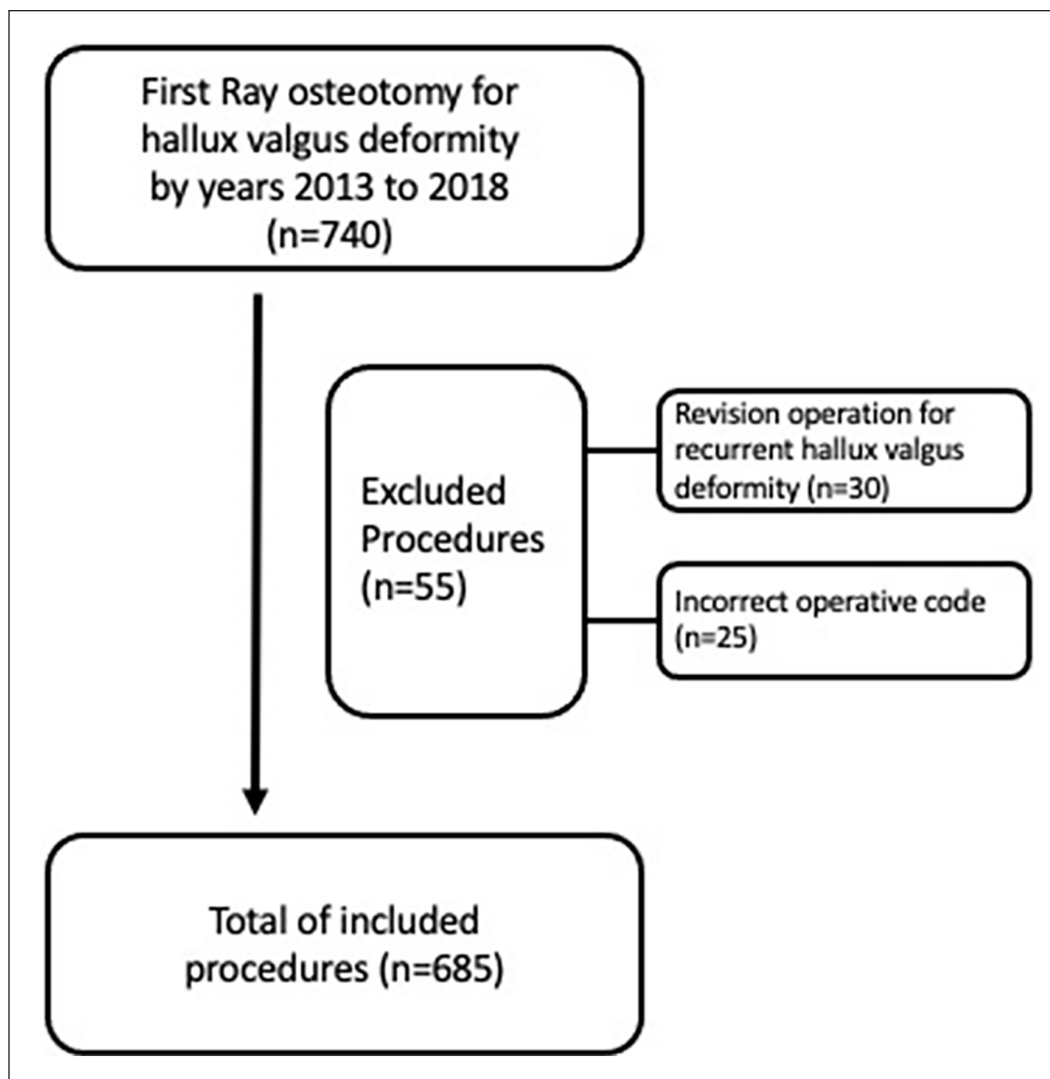 First Ray osteotomy for
hallux valgus deformity
by years 2013 to 2018
(n=740)
Excluded
Procedures
(n=55)
Revision operation for
recurrent hallux valgus
deformity (n=30)
Incorrect operative code
(n=25)
Total of included
procedures (n=685)